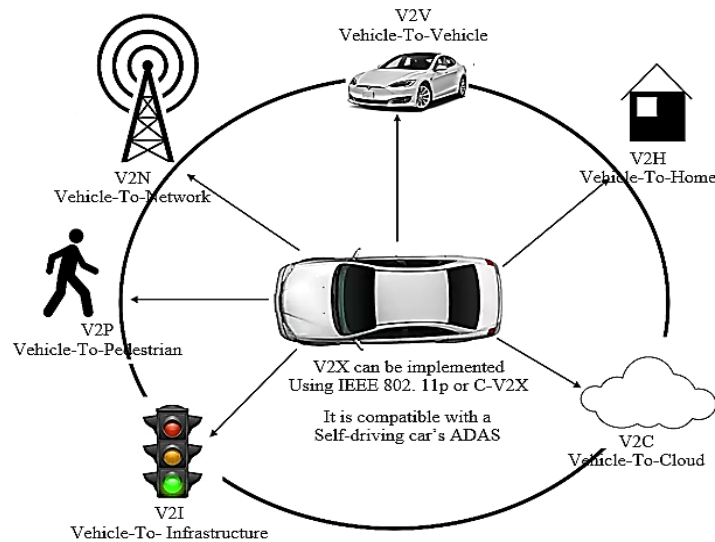 V2V
Vehicle-To-Vehicle
V2N
Vehicle-To-Network
V2H
Vehicle-To-Home
V2P
Vehicle-To-Pedestrian
V2X can be implemented
Using IEEE 802. 11p or C-V2X
It is compatible with a
Self-driving car's ADAS
V2C
Vehicle-To-Cloud
V2I
Vehicle-To- Infrastructure